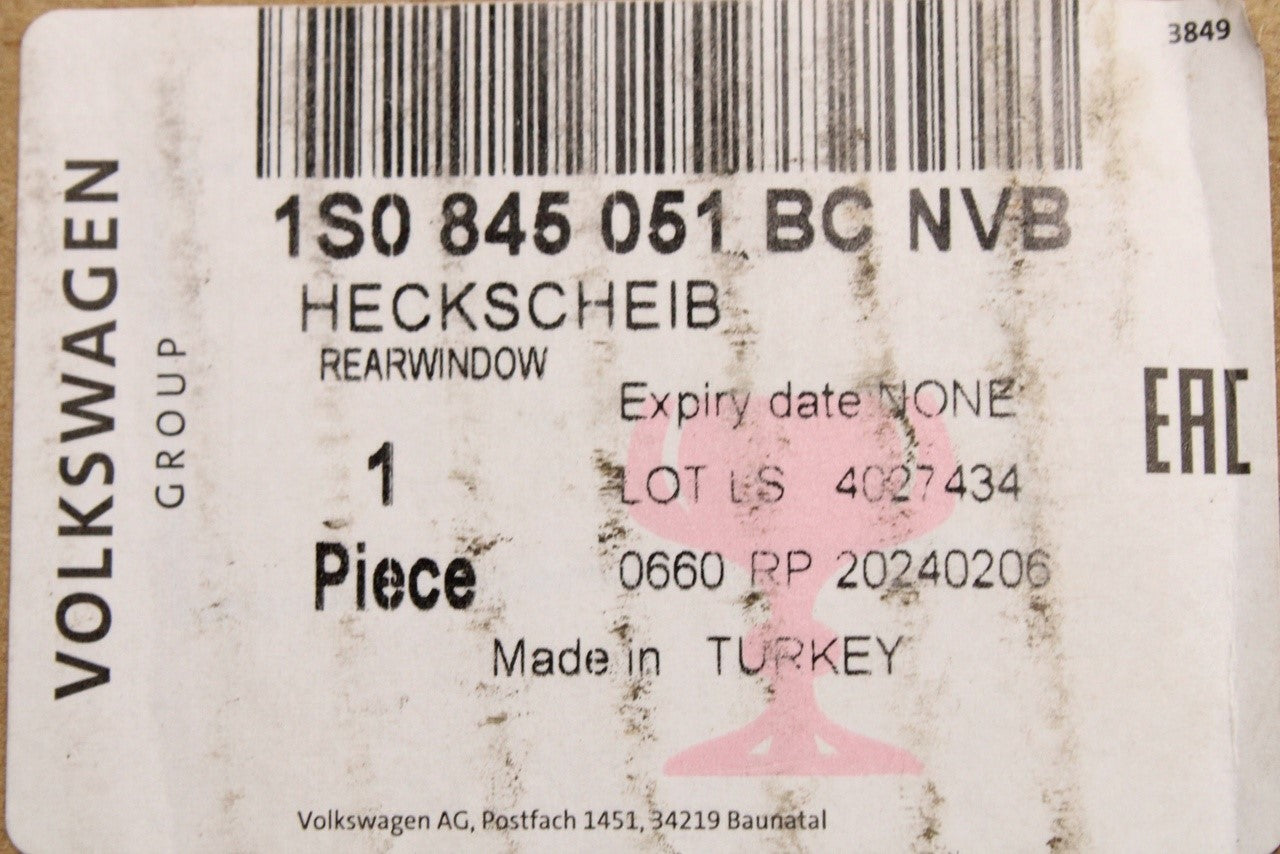 3849
VOLKSWAGEN
GROUP
1S0 845 051 BC NVB
HECKSCHEIB
REARWINDOW
Expiry date NONE
1
LOT LS 4027434
Piece
0660 RP 20240206
Made in TURKEY
EAC
Volkswagen AG, Postfach 1451, 34219 Baunatal